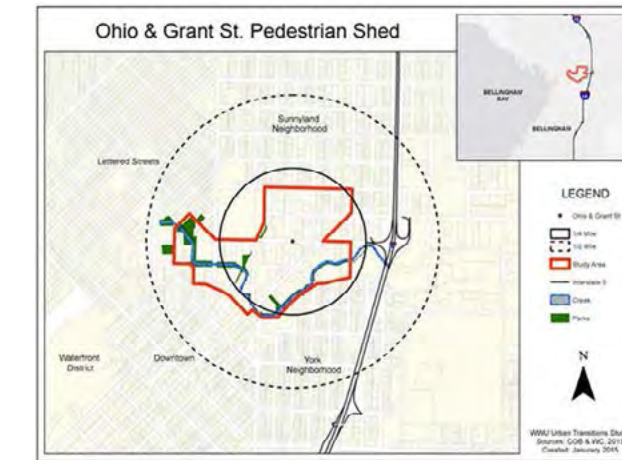 Ohio & Grant St. Pedestrian Shed
BELLINGHAM
BAY
BELLINGHAM
Sunnyland
Neighborhood
Lettered Streets
Waterfront
District
Downtown
York
Neighborhood
LEGEND
Ohio & Grant St
1/4 Mile
1/2 Mile
Study Area
Interstate 5
Creek
Parks
N
WWU Urban Transitions
Sources: COB & WC,
Created: January 2015